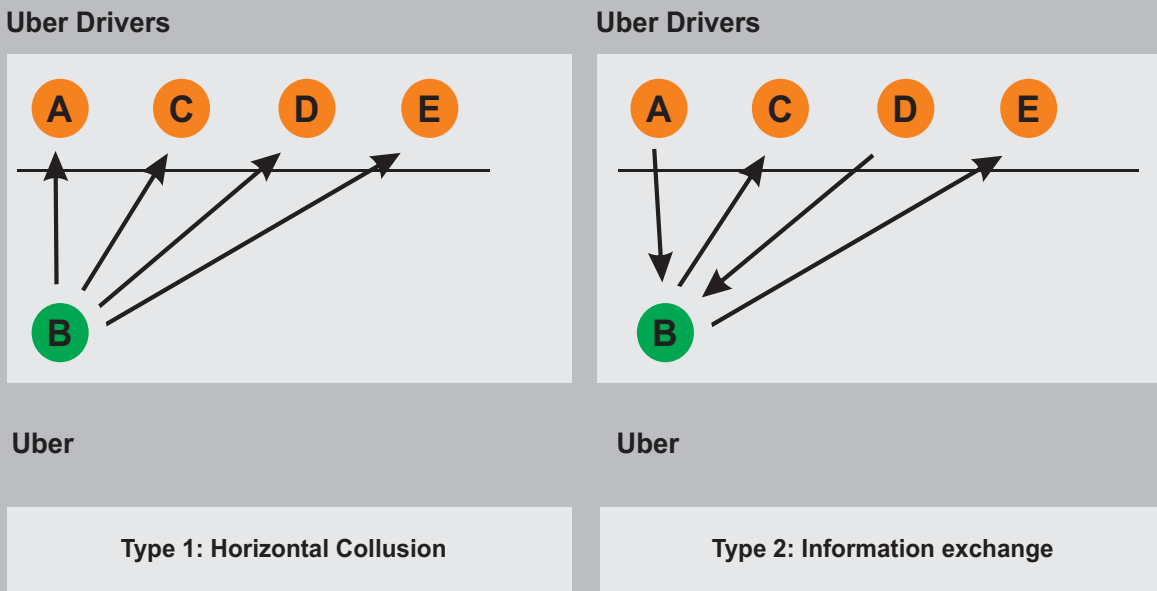 Uber Drivers
A C D E
B
Uber
Type 1: Horizontal Collusion
Uber Drivers
A C D E
B
Uber
Type 2: Information exchange